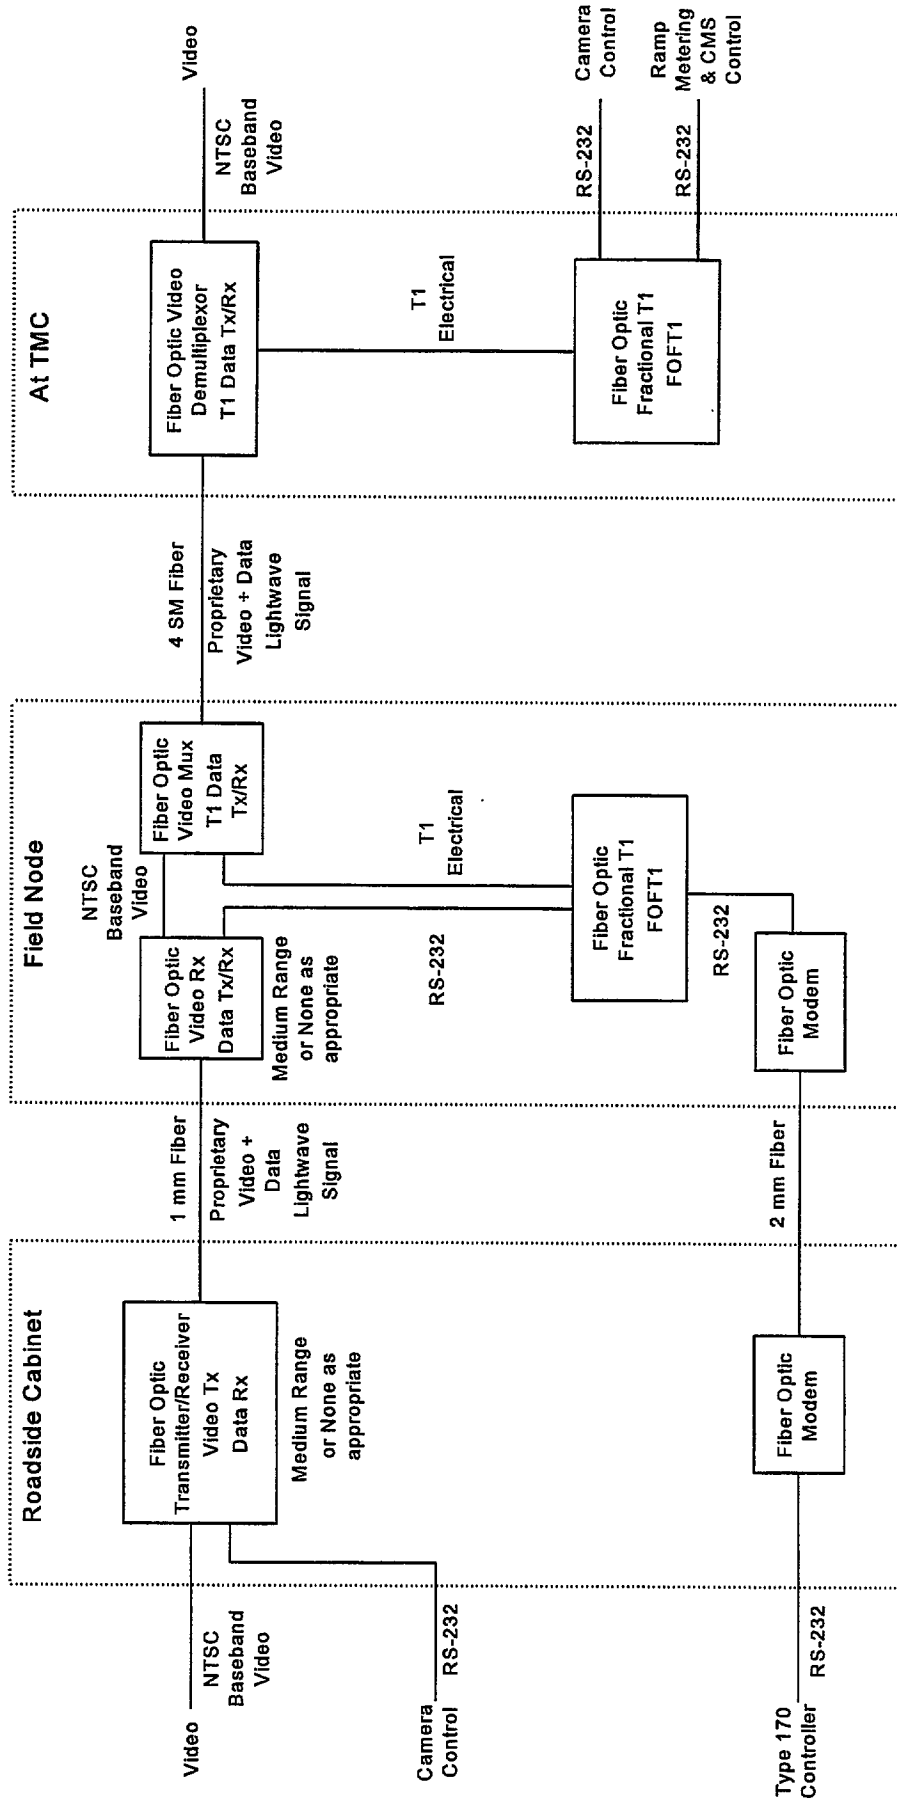 Roadside Cabinet
Video
NTSC
Baseband
Video
Camera
Control
RS-232
Fiber Optic
Transmitter/Receiver
Video Tx
Data Rx
Medium Range
or None as
appropriate
Type 170
Controller
RS-232
Fiber Optic
Modem
1 mm Fiber
Proprietary
Video +
Data
Lightwave
Signal
2 mm Fiber
Field Node
Fiber Optic
Video Rx
Data Tx/Rx
Medium Range
or None as
appropriate
NTSC
Baseband
Video
Fiber Optic
Video Mux
T1 Data
Tx/Rx
RS-232
T1
Electrical
Fiber Optic
Fractional T1
FOFT1
RS-232
Fiber Optic
Modem
4 SM Fiber
Proprietary
Video + Data
Lightwave
Signal
At TMC
Fiber Optic Video
Demultiplexor
T1 Data Tx/Rx
T1
Electrical
Fiber Optic
Fractional T1
FOFT1
NTSC
Baseband
Video
Video
RS-232
Camera
Control
RS-232
Ramp
Metering
& CMS
Control